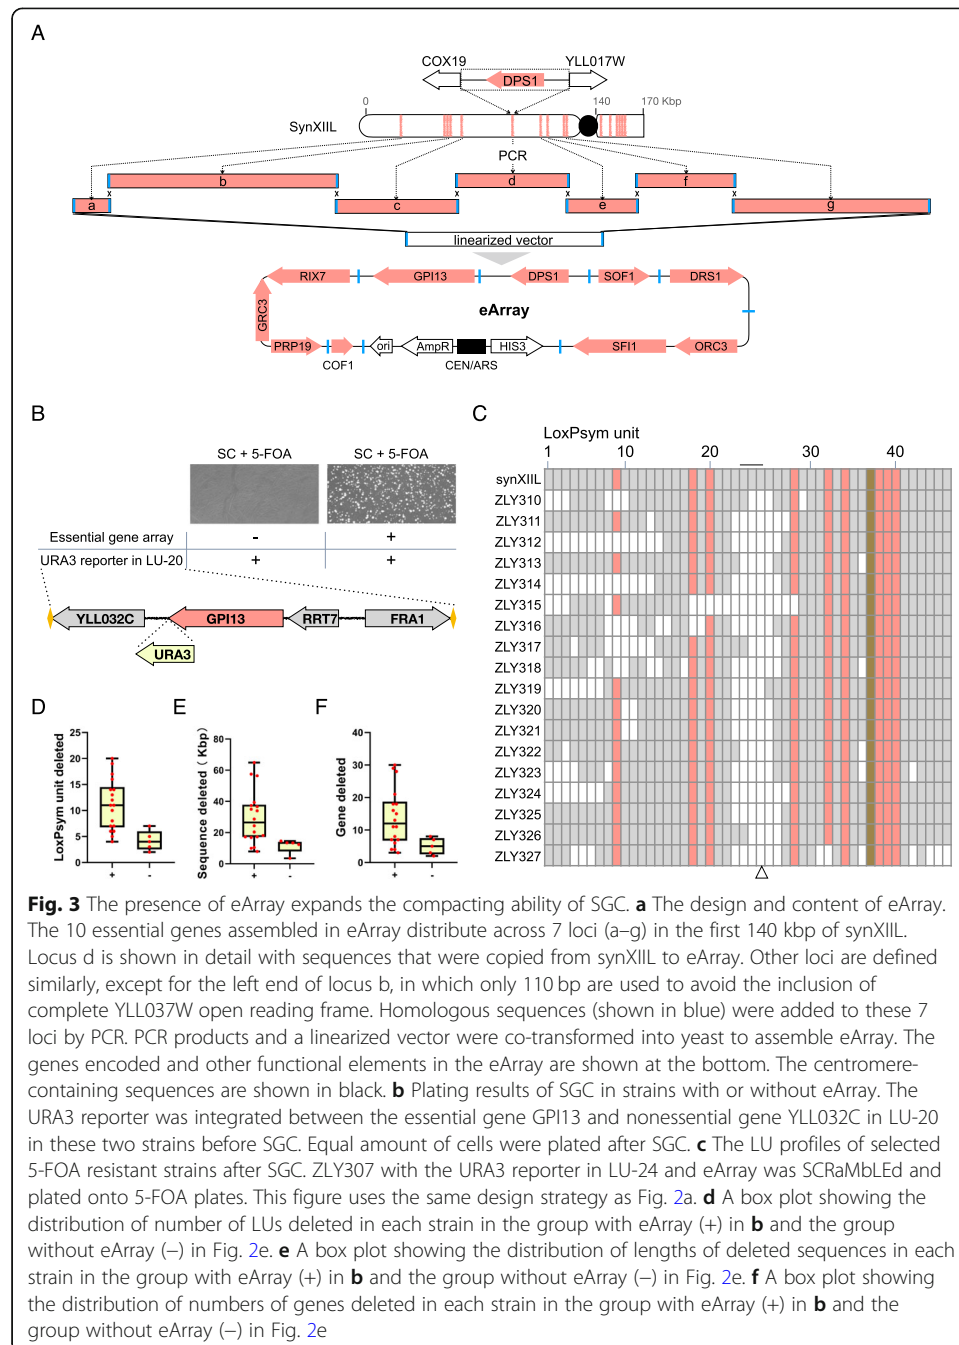 A
COX19
YLL017W
DPS1
0
140
170 Kbp
SynXIIL
PCR
b
d
f
a
c
e
g
linearized vector
RIX7
GPI13
DPS1
SOF1
DRS1
GRC3
eArray
PRP19
COF1
ori
AmpR
CEN/ARS
HIS3
SFI1
ORC3
B
SC + 5-FOA
SC + 5-FOA
Essential gene array
-
+
URA3 reporter in LU-20
+
+
YLL032C
GPI13
RRT7
FRA1
URA3
C
LoxPsym unit
1
10
20
30
40
synXIIL
ZLY310
ZLY311
ZLY312
ZLY313
ZLY314
ZLY315
ZLY316
ZLY317
ZLY318
ZLY319
ZLY320
ZLY321
ZLY322
ZLY323
ZLY324
ZLY325
ZLY326
ZLY327
D
LoxPsym unit deleted
25
20
15
10
5
0
+
-
E
Sequence deleted ( Kbp)
80
60
40
20
0
+
-
F
Gene deleted
40
30
20
10
0
+
-
Fig. 3 The presence of eArray expands the compacting ability of SGC. a The design and content of eArray.
The 10 essential genes assembled in eArray distribute across 7 loci (a–g) in the first 140 kbp of synXIIL.
Locus d is shown in detail with sequences that were copied from synXIIL to eArray. Other loci are defined
similarly, except for the left end of locus b, in which only 110 bp are used to avoid the inclusion of
complete YLL037W open reading frame. Homologous sequences (shown in blue) were added to these 7
loci by PCR. PCR products and a linearized vector were co-transformed into yeast to assemble eArray. The
genes encoded and other functional elements in the eArray are shown at the bottom. The centromere-
containing sequences are shown in black. b Plating results of SGC in strains with or without eArray. The
URA3 reporter was integrated between the essential gene GPI13 and nonessential gene YLL032C in LU-20
in these two strains before SGC. Equal amount of cells were plated after SGC. c The LU profiles of selected
5-FOA resistant strains after SGC. ZLY307 with the URA3 reporter in LU-24 and eArray was SCRaMbLEd and
plated onto 5-FOA plates. This figure uses the same design strategy as Fig. 2a. d A box plot showing the
distribution of number of LUs deleted in each strain in the group with eArray (+) in b and the group
without eArray (−) in Fig. 2e. e A box plot showing the distribution of lengths of deleted sequences in each
strain in the group with eArray (+) in b and the group without eArray (−) in Fig. 2e. f A box plot showing
the distribution of numbers of genes deleted in each strain in the group with eArray (+) in b and the
group without eArray (−) in Fig. 2e